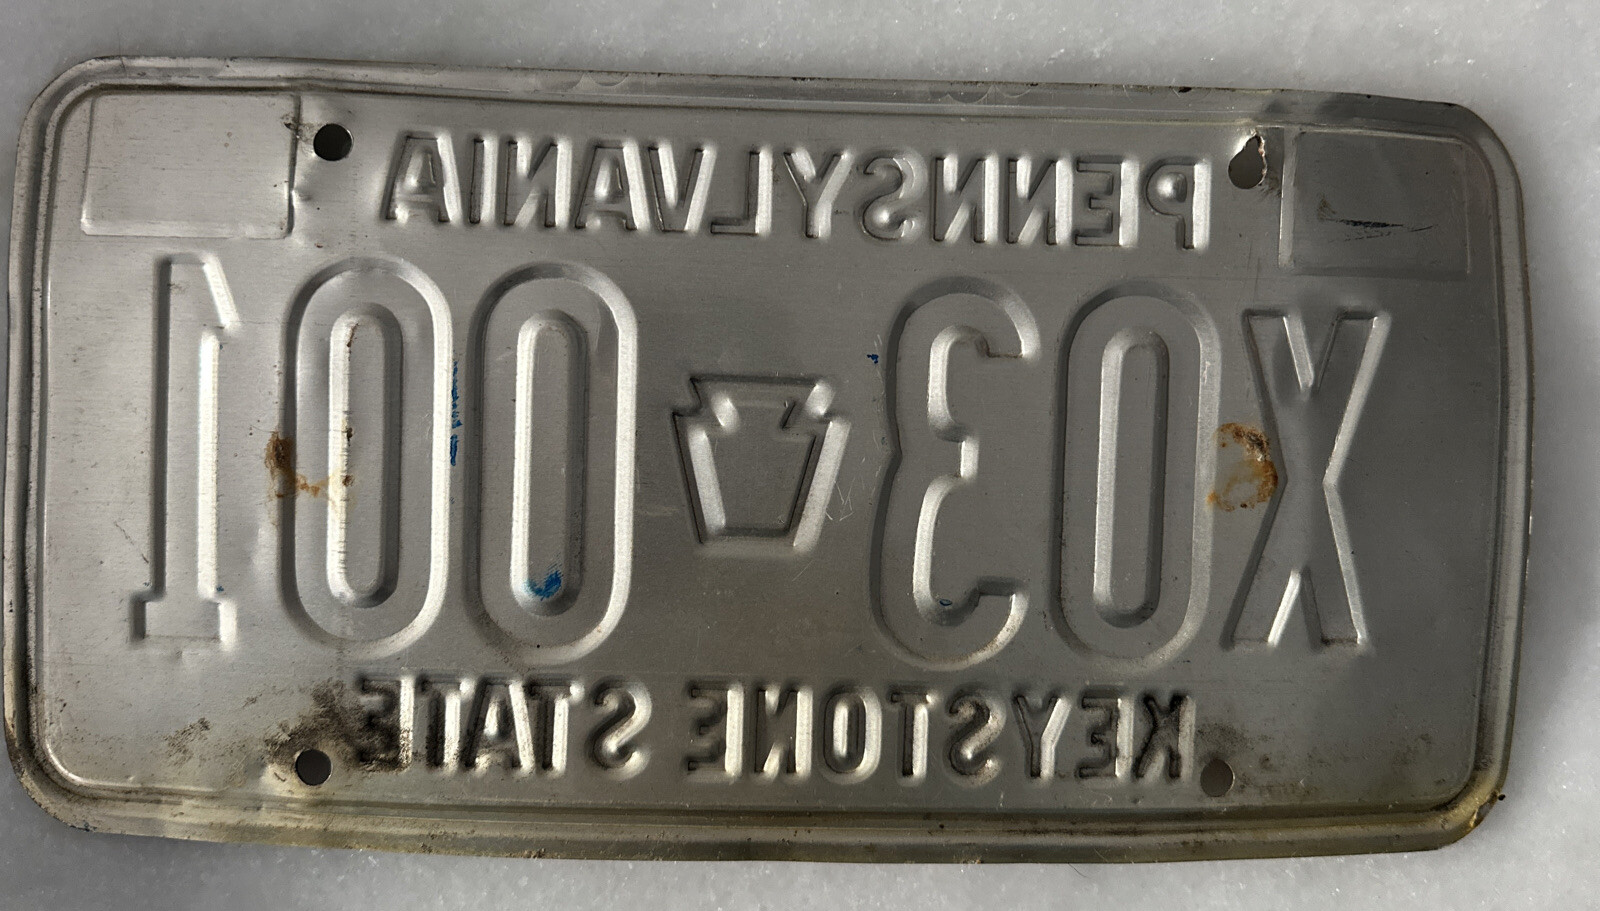 PENNSYLVANIA
X03 001
KEYSTONE STATE